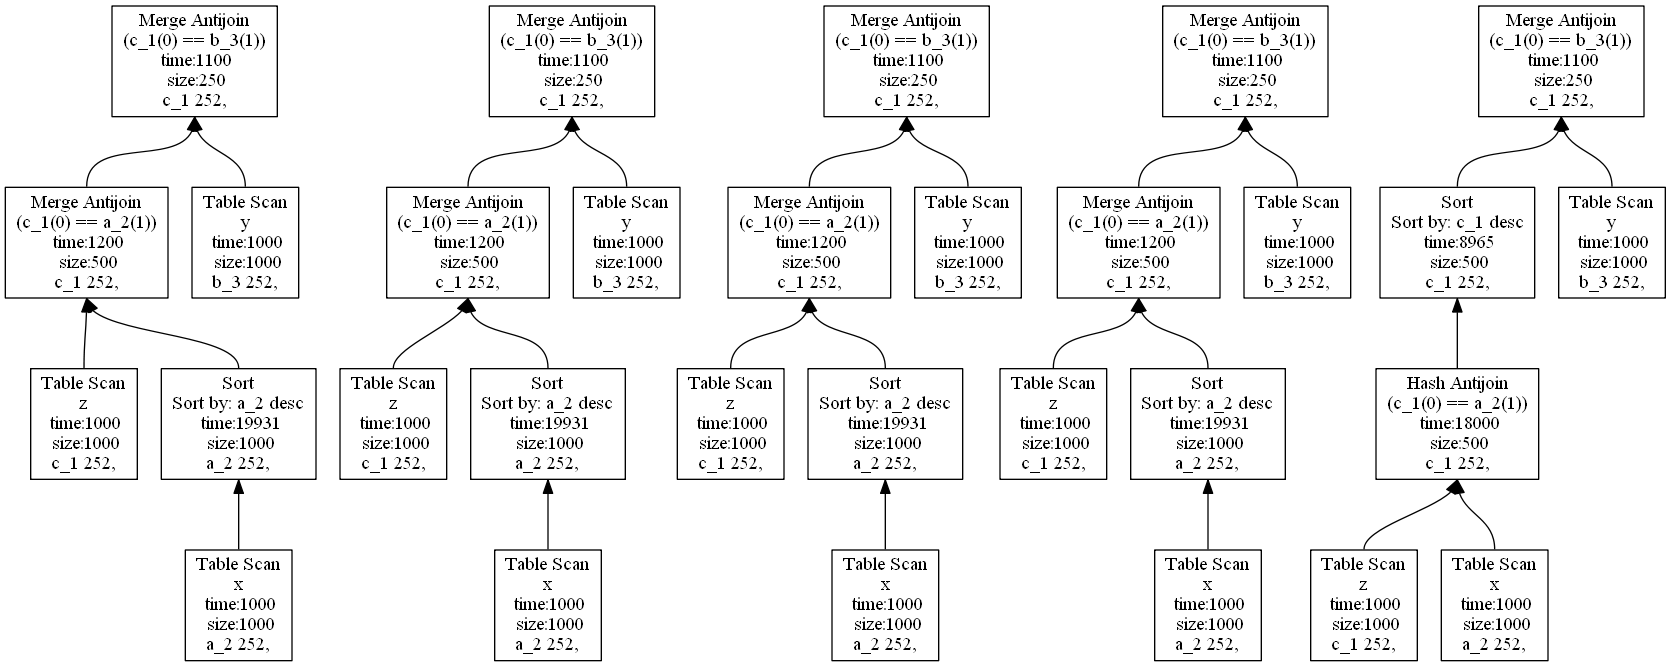 Merge Antijoin
(c_1(0) == b_3(1))
time:1100
size:250
c_1 252,
Merge Antijoin
(c_1(0) == b_3(1))
time:1100
size:250
c_1 252,
Merge Antijoin
(c_1(0) == b_3(1))
time:1100
size:250
c_1 252,
Merge Antijoin
(c_1(0) == b_3(1))
time:1100
size:250
c_1 252,
Merge Antijoin
(c_1(0) == b_3(1))
time:1100
size:250
c_1 252,
Merge Antijoin
(c_1(0) == a_2(1))
time:1200
size:500
c_1 252,
Table Scan
y
time:1000
size:1000
b_3 252,
Merge Antijoin
(c_1(0) == a_2(1))
time:1200
size:500
c_1 252,
Table Scan
y
time:1000
size:1000
b_3 252,
Merge Antijoin
(c_1(0) == a_2(1))
time:1200
size:500
c_1 252,
Table Scan
y
time:1000
size:1000
b_3 252,
Merge Antijoin
(c_1(0) == a_2(1))
time:1200
size:500
c_1 252,
Table Scan
y
time:1000
size:1000
b_3 252,
Sort
Sort by: c_1 desc
time:8965
size:500
c_1 252,
Table Scan
y
time:1000
size:1000
b_3 252,
Table Scan
z
time:1000
size:1000
c_1 252,
Sort
Sort by: a_2 desc
time:19931
size:1000
a_2 252,
Table Scan
z
time:1000
size:1000
c_1 252,
Sort
Sort by: a_2 desc
time:19931
size:1000
a_2 252,
Table Scan
z
time:1000
size:1000
c_1 252,
Sort
Sort by: a_2 desc
time:19931
size:1000
a_2 252,
Table Scan
z
time:1000
size:1000
c_1 252,
Sort
Sort by: a_2 desc
time:19931
size:1000
a_2 252,
Hash Antijoin
(c_1(0) == a_2(1))
time:18000
size:500
c_1 252,
Table Scan
x
time:1000
size:1000
a_2 252,
Table Scan
x
time:1000
size:1000
a_2 252,
Table Scan
x
time:1000
size:1000
a_2 252,
Table Scan
x
time:1000
size:1000
a_2 252,
Table Scan
z
time:1000
size:1000
c_1 252,
Table Scan
x
time:1000
size:1000
a_2 252,